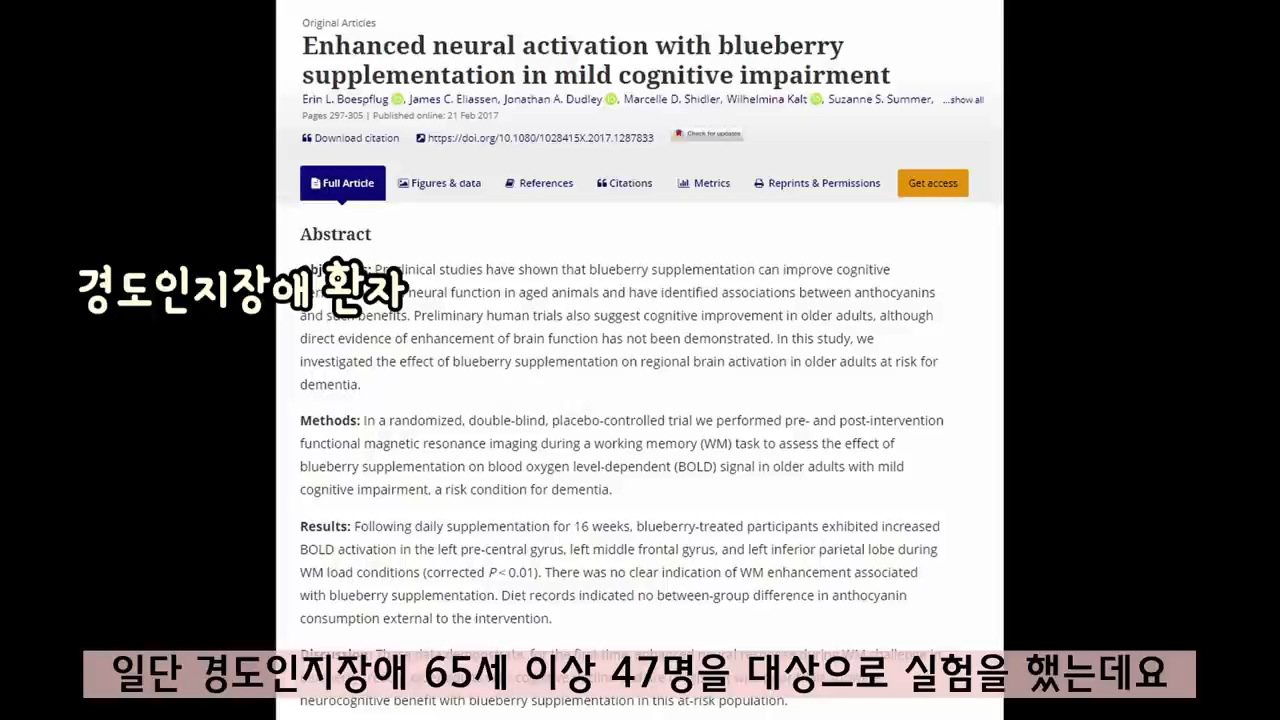 Original Articles
Enhanced neural activation with blueberry
supplementation in mild cognitive impairment
Erin L. Boespflug, James C. Eliassen, Jonathan A. Dudley, Marcelle D. Shidler, Wilhelmina Kalt, Suzanne S. Summer, ...show all
Pages 297-305 | Published online: 21 Feb 2017
Download citation https://doi.org/10.1080/1028415X.2017.1287833 Check for updates
Full Article Figures & data References Citations Metrics Reprints & Permissions Get access
Abstract
경도인지장애 환자
Preclinical studies have shown that blueberry supplementation can improve cognitive
neural function in aged animals and have identified associations between anthocyanins
and such benefits. Preliminary human trials also suggest cognitive improvement in older adults, although
direct evidence of enhancement of brain function has not been demonstrated. In this study, we
investigated the effect of blueberry supplementation on regional brain activation in older adults at risk for
dementia.
Methods: In a randomized, double-blind, placebo-controlled trial we performed pre- and post-intervention
functional magnetic resonance imaging during a working memory (WM) task to assess the effect of
blueberry supplementation on blood oxygen level-dependent (BOLD) signal in older adults with mild
cognitive impairment, a risk condition for dementia.
Results: Following daily supplementation for 16 weeks, blueberry-treated participants exhibited increased
BOLD activation in the left pre-central gyrus, left middle frontal gyrus, and left inferior parietal lobe during
WM load conditions (corrected P < 0.01). There was no clear indication of WM enhancement associated
with blueberry supplementation. Diet records indicated no between-group difference in anthocyanin
consumption external to the intervention.
일단 경도인지장애 65세 이상 47명을 대상으로 실험을 했는데요
neurocognitive benefit with blueberry supplementation in this at-risk population.